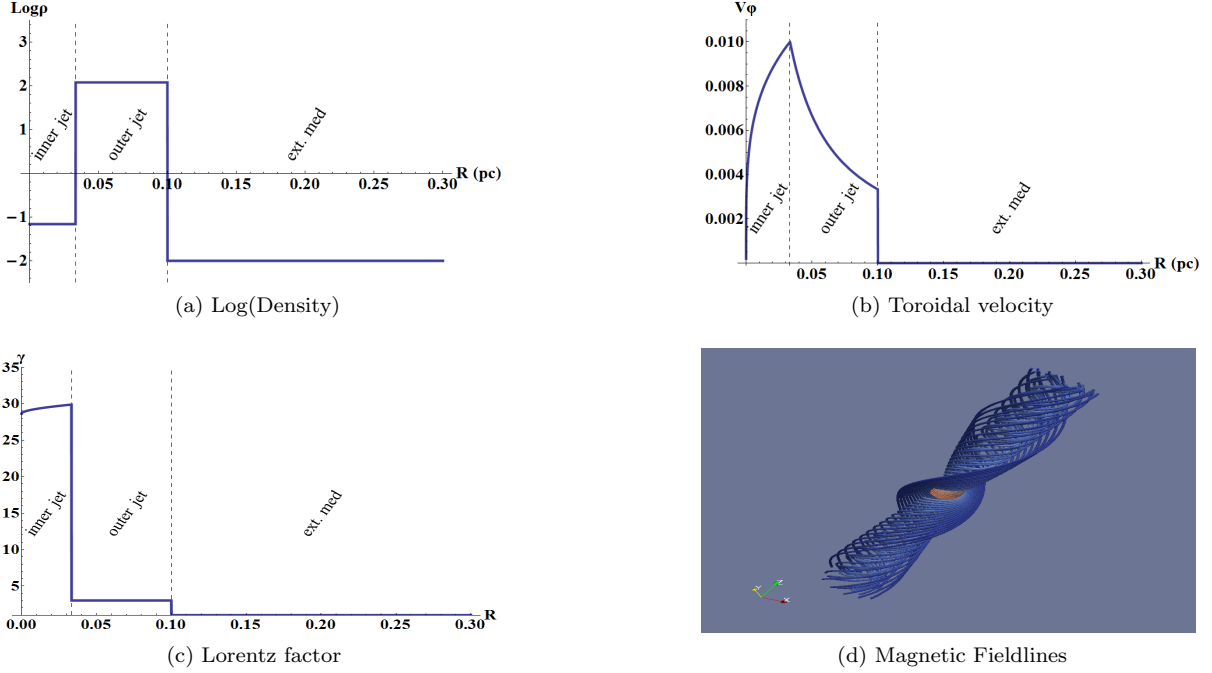 Logρ
3
2
1
−1
−2
inner jet
outer jet
ext. med
0.05
0.10
0.15
0.20
0.25
0.30
R (pc)
(a) Log(Density)
Vφ
0.010
0.008
0.006
0.004
0.002
inner jet
outer jet
ext. med
0.05
0.10
0.15
0.20
0.25
0.30
R (pc)
(b) Toroidal velocity
γ
35
30
25
20
15
10
5
inner jet
outer jet
ext. med
0.00
0.05
0.10
0.15
0.20
0.25
0.30
R
(c) Lorentz factor
(d) Magnetic Fieldlines